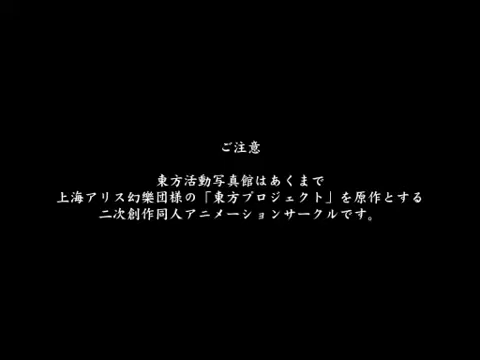 ご注意
東方活動写真館はあくまで
上海アリス幻樂団様の「東方プロジェクト」を原作とする
二次創作同人アニメーションサークルです。